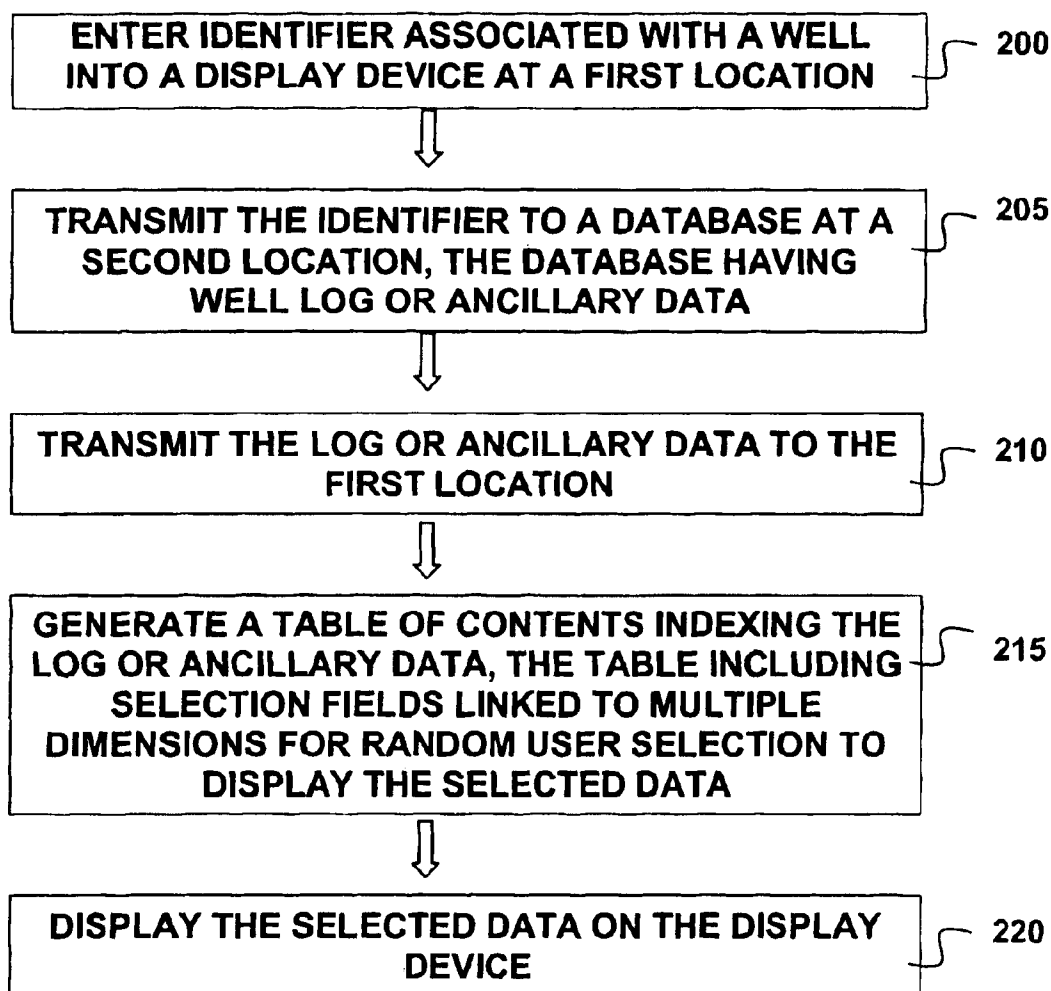 ENTER IDENTIFIER ASSOCIATED WITH A WELL
INTO A DISPLAY DEVICE AT A FIRST LOCATION
200
TRANSMIT THE IDENTIFIER TO A DATABASE AT A
SECOND LOCATION, THE DATABASE HAVING
WELL LOG OR ANCILLARY DATA
205
TRANSMIT THE LOG OR ANCILLARY DATA TO THE
FIRST LOCATION
210
GENERATE A TABLE OF CONTENTS INDEXING THE
LOG OR ANCILLARY DATA, THE TABLE INCLUDING
SELECTION FIELDS LINKED TO MULTIPLE
DIMENSIONS FOR RANDOM USER SELECTION TO
DISPLAY THE SELECTED DATA
215
DISPLAY THE SELECTED DATA ON THE DISPLAY
DEVICE
220